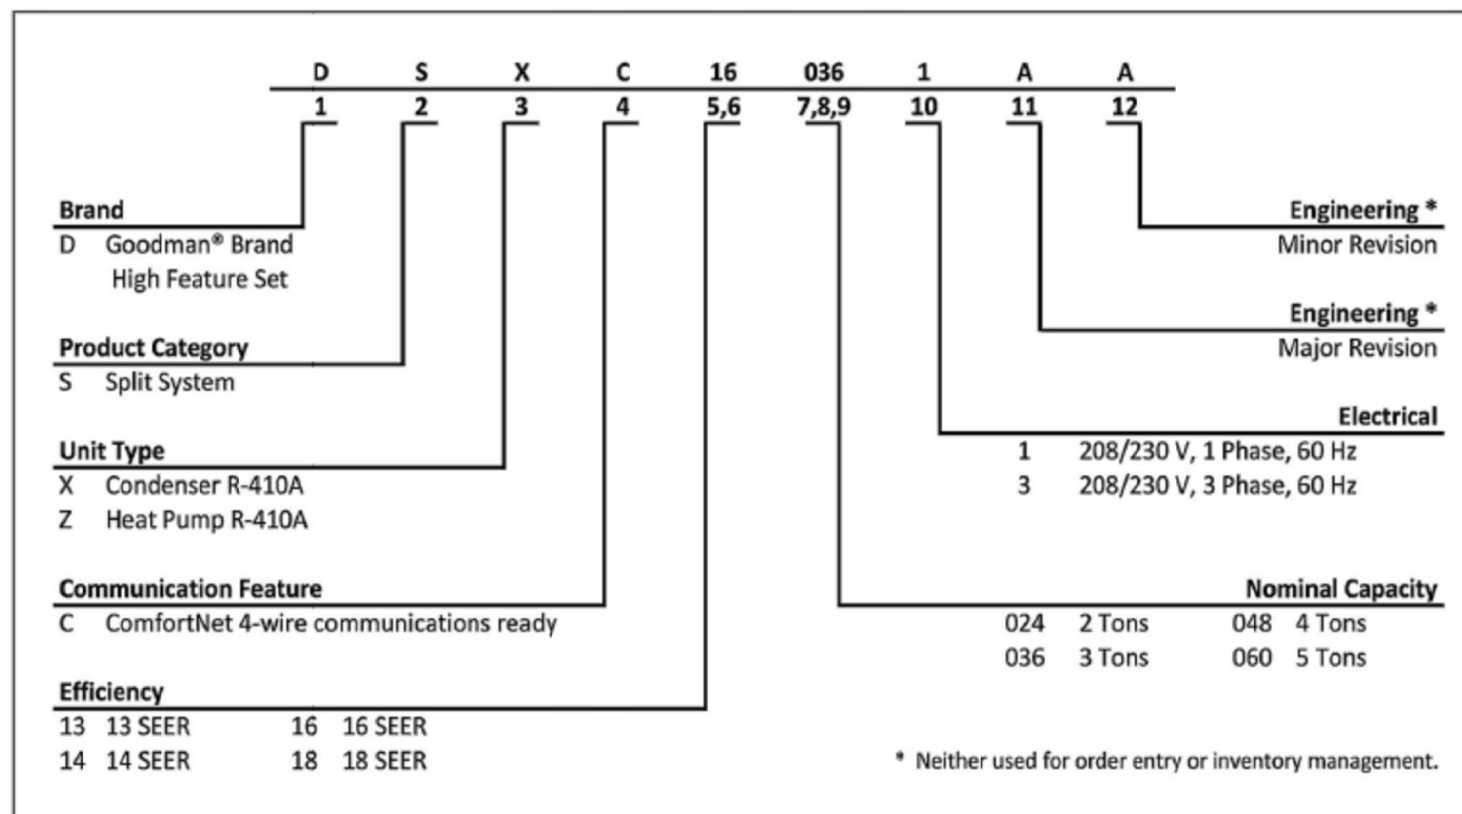 D S X C 16 036 1 A A
1 2 3 4 5,6 7,8,9 10 11 12
Brand
D Goodman® Brand
High Feature Set
Product Category
S Split System
Unit Type
X Condenser R-410A
Z Heat Pump R-410A
Communication Feature
C ComfortNet 4-wire communications ready
Efficiency
13 13 SEER 16 16 SEER
14 14 SEER 18 18 SEER
Engineering *
Minor Revision
Engineering *
Major Revision
Electrical
1 208/230 V, 1 Phase, 60 Hz
3 208/230 V, 3 Phase, 60 Hz
Nominal Capacity
024 2 Tons 048 4 Tons
036 3 Tons 060 5 Tons
* Neither used for order entry or inventory management.